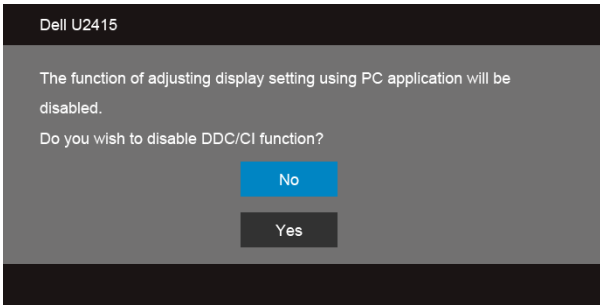 Dell U2415
The function of adjusting display setting using PC application will be
disabled.
Do you wish to disable DDC/CI function?
No
Yes